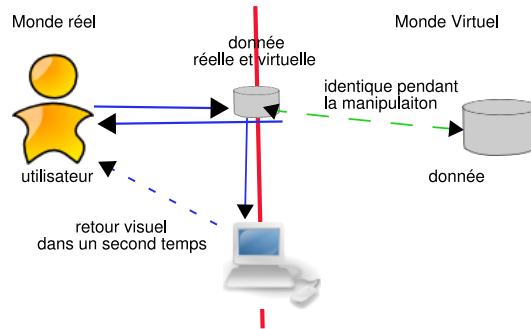 Monde réel
Monde Virtuel
donnée
réelle et virtuelle
identique pendant
la manipulaiton
utilisateur
donnée
retour visuel
dans un second temps